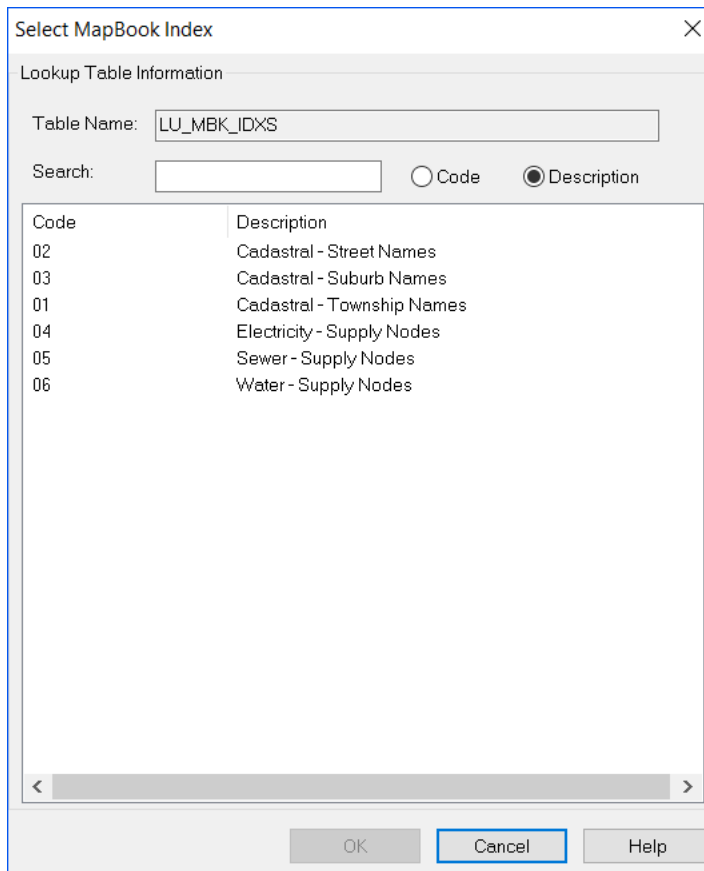 Select MapBook Index
Lookup Table Information
Table Name: LU_MBK_IDXS
Search: Code Description
Code Description
02 Cadastral - Street Names
03 Cadastral - Suburb Names
01 Cadastral - Township Names
04 Electricity - Supply Nodes
05 Sewer - Supply Nodes
06 Water - Supply Nodes
OK Cancel Help